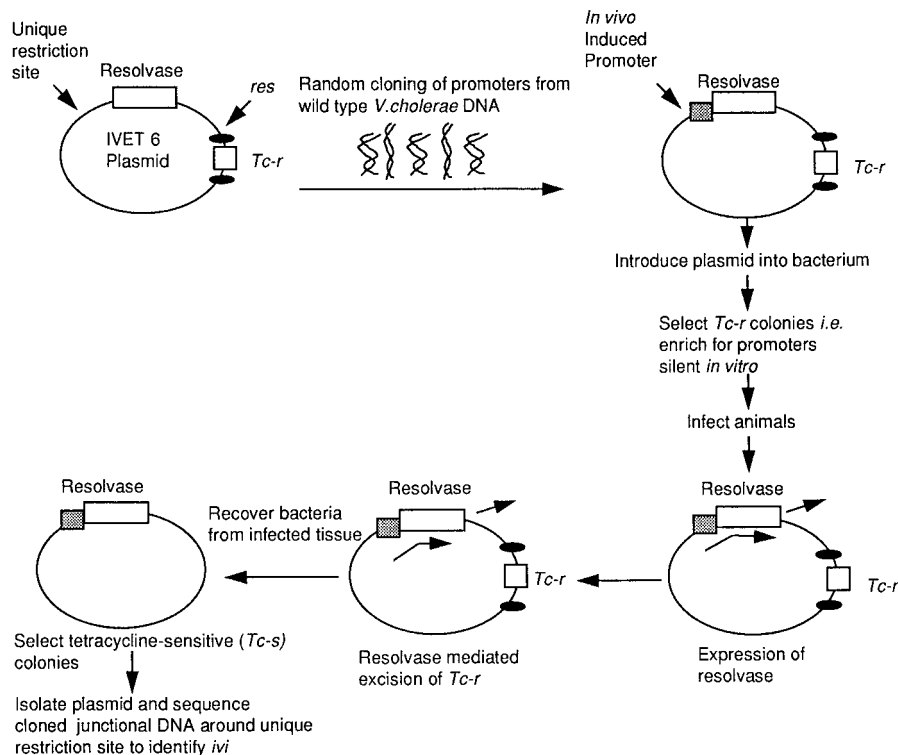 Unique
restriction
site
Resolvase
res
IVET 6
Plasmid
Tc-r
Random cloning of promoters from
wild type V.cholerae DNA
In vivo
Induced
Promoter
Resolvase
Tc-r
Introduce plasmid into bacterium
Select Tc-r colonies i.e.
enrich for promoters
silent in vitro
Infect animals
Resolvase
Tc-r
Expression of
resolvase
Resolvase
Tc-r
Resolvase mediated
excision of Tc-r
Recover bacteria
from infected tissue
Resolvase
Select tetracycline-sensitive (Tc-s)
colonies
Isolate plasmid and sequence
cloned junctional DNA around unique
restriction site to identify ivi